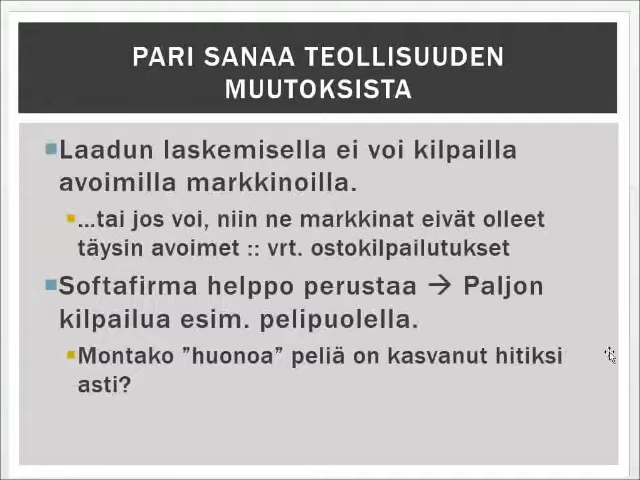 PARI SANAA TEOLLISUUDEN
MUUTOKSISTA
Laadun laskemisella ei voi kilpailla
avoimilla markkinoilla.
…tai jos voi, niin ne markkinat eivät olleet
täysin avoimet :: vrt. ostokilpailutukset
Softafirma helppo perustaa → Paljon
kilpailua esim. pelipuolella.
Montako ”huonoa” peliä on kasvanut hitiksi
asti?